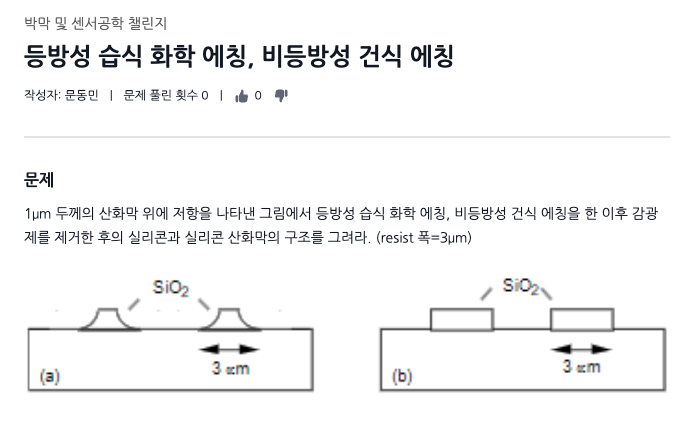 박막 및 센서공학 챌린지
등방성 습식 화학 에칭, 비등방성 건식 에칭
작성자: 문동민 | 문제 풀린 횟수 0 | 0
문제
1μm 두께의 산화막 위에 저항을 나타낸 그림에서 등방성 습식 화학 에칭, 비등방성 건식 에칭을 한 이후 감광
제를 제거한 후의 실리콘과 실리콘 산화막의 구조를 그려라. (resist 폭=3μm)
SiO₂
3 œm
(a)
SiO₂
3 œm
(b)